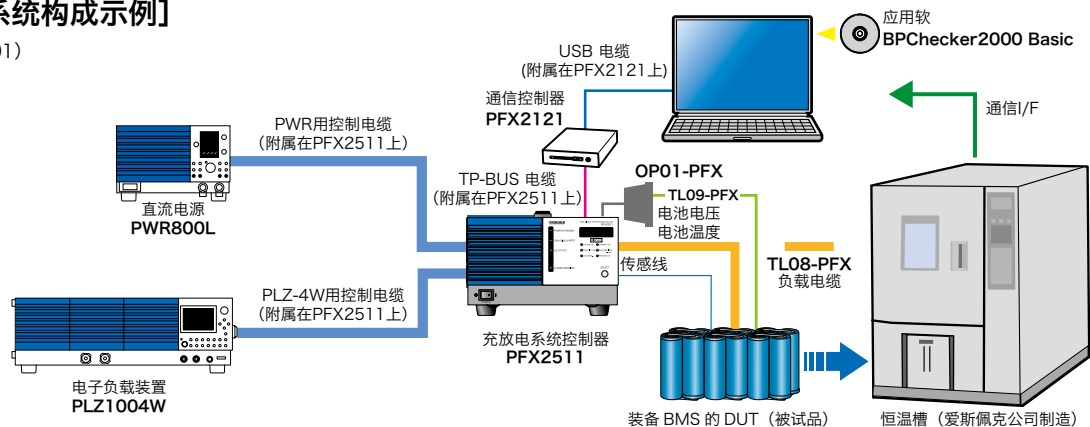 系统构成示例]
01）
应用软
BPChecker2000 Basic
USB 电缆
(附属在PFX2121上)
通信控制器
PFX2121
通信I/F
PWR用控制电缆
（附属在PFX2511上）
直流电源
PWR800L
TP-BUS 电缆
(附属在PFX2511上）
OP01-PFX
TL09-PFX
电池电压
电池温度
传感线
TL08-PFX
负载电缆
PLZ-4W用控制电缆
（附属在PFX2511上）
充放电系统控制器
PFX2511
电子负载装置
PLZ1004W
装备 BMS 的 DUT（被试品）
恒温槽（爱斯佩克公司制造）